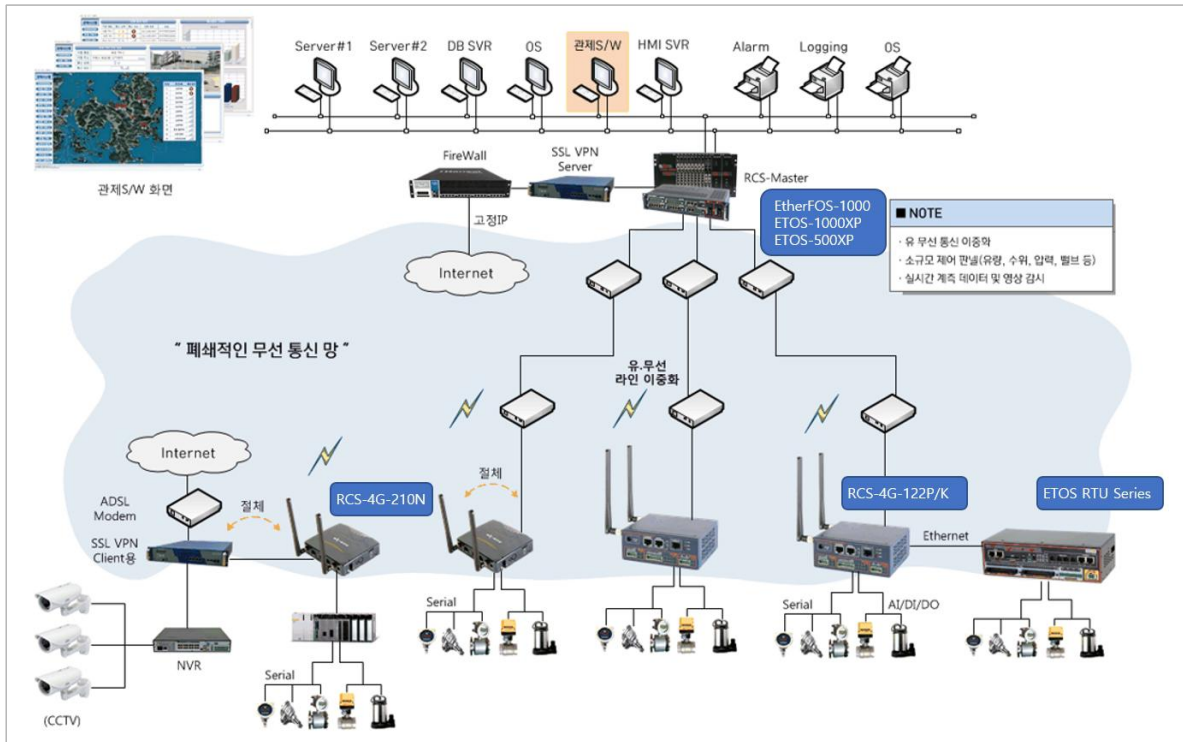 Server#1
Server#2
DB SVR
OS
관제S/W
HMI SVR
Alarm
Logging
OS
관제S/W 화면
FireWall
SSL VPN
Server
RCS-Master
고정IP
Internet
EtherFOS-1000
ETOS-1000XP
ETOS-500XP
■ NOTE
· 유 무선 통신 이중화
· 소규모 제어 판넬(유량, 수위, 압력, 밸브 등)
· 실시간 계측 데이터 및 영상 감시
“ 폐쇄적인 무선 통신 망 ”
유.무선
라인 이중화
Internet
ADSL
Modem
절체
RCS-4G-210N
절체
RCS-4G-122P/K
ETOS RTU Series
SSL VPN
Client용
Ethernet
NVR
(CCTV)
Serial
Serial
Serial
AI/DI/DO